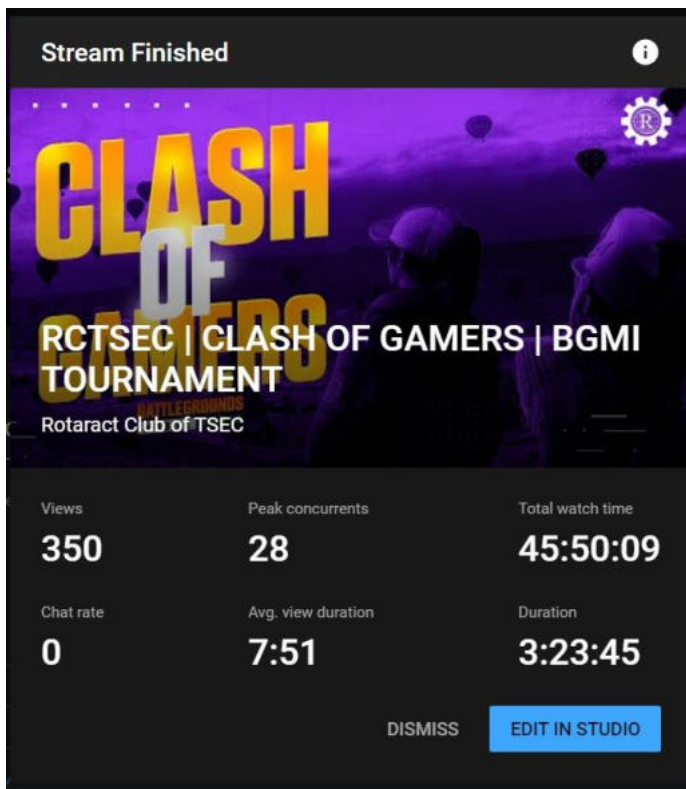 Stream Finished
R
CLASH
OF
GAMERS
BATTLEGROUNDS
RCTSEC | CLASH OF GAMERS | BGMI
TOURNAMENT
Rotaract Club of TSEC
Views
Peak concurrents
Total watch time
350
28
45:50:09
Chat rate
Avg. view duration
Duration
0
7:51
3:23:45
DISMISS
EDIT IN STUDIO